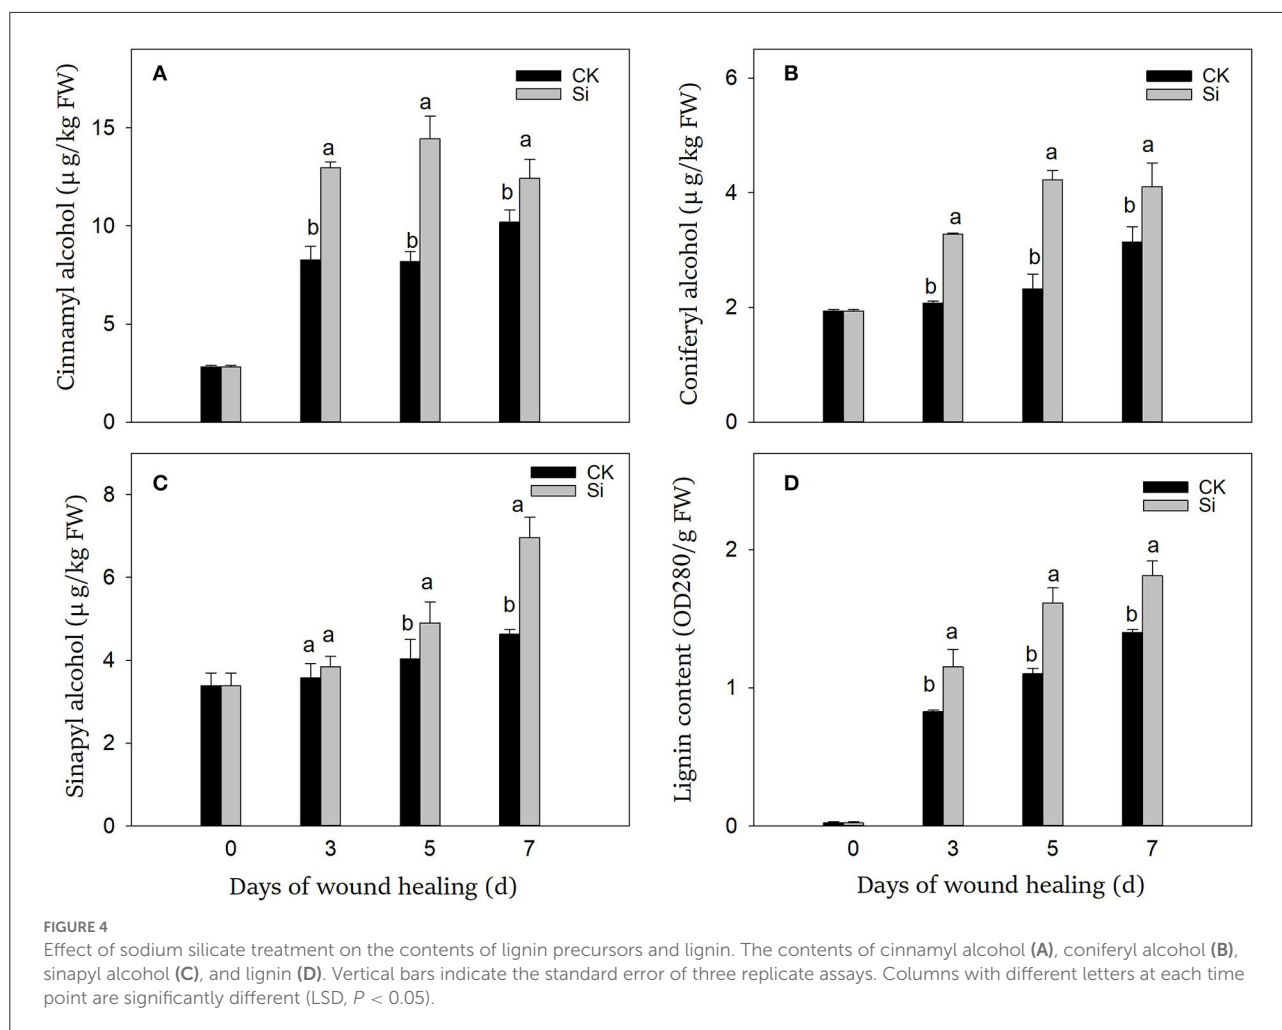 A
CK
Si
Cinnamyl alcohol (μ g/kg FW)
15
10
5
0
b
a
b
a
b
a
B
CK
Si
Coniferyl alcohol (μ g/kg FW)
6
4
2
0
b
a
b
a
b
a
C
CK
Si
Sinapyl alcohol (μ g/kg FW)
8
6
4
2
0
a
a
b
a
b
a
0 3 5 7
Days of wound healing (d)
D
CK
Si
Lignin content (OD280/g FW)
2
1
0
b
a
b
a
b
a
0 3 5 7
Days of wound healing (d)
FIGURE 4
Effect of sodium silicate treatment on the contents of lignin precursors and lignin. The contents of cinnamyl alcohol (A), coniferyl alcohol (B),
sinapyl alcohol (C), and lignin (D). Vertical bars indicate the standard error of three replicate assays. Columns with different letters at each time
point are significantly different (LSD, P < 0.05).